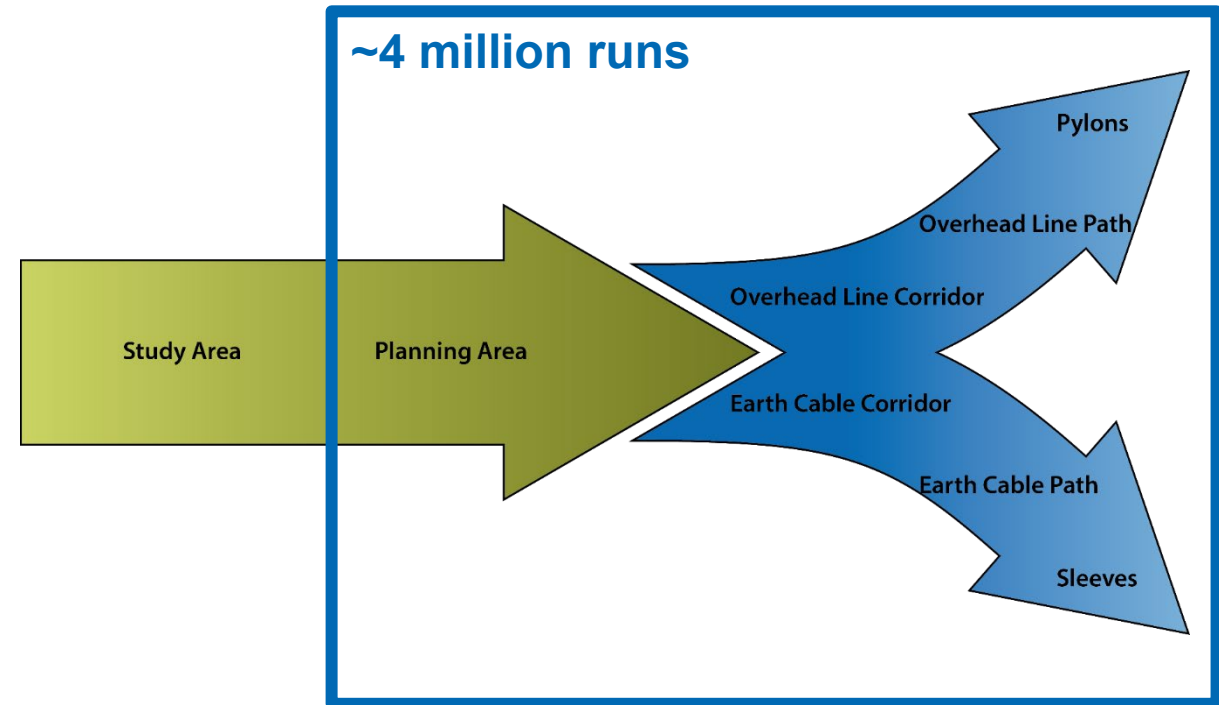 ~4 million runs
Pylons
Overhead Line Path
Overhead Line Corridor
Study Area
Planning Area
Earth Cable Corridor
Earth Cable Path
Sleeves